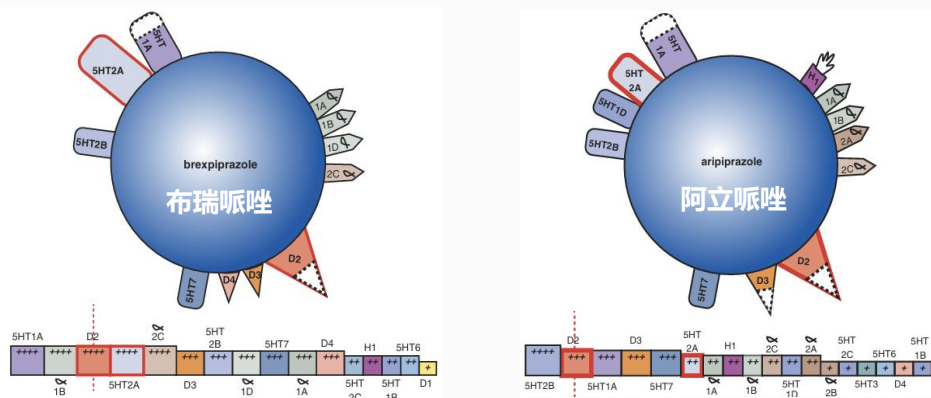 5HT
1A
5HT2A
5HT2B
brexpiprazole
布瑞哌唑
1A α
1B α
1D α
2C α
D2
D3
D4
5HT7
5HT1A
D2
α
2C
5HT
2B
5HT7
D4
H1
5HT6
++++ ++++ ++++ ++++ ++++ +++ +++ +++ +++ +++ +++ ++ ++ ++ ++ +
α
1B
5HT2A
D3
α
1D
α
1A
5HT
2C
5HT
1B
D1
5HT
1A
5HT
2A
5HT1D
5HT2B
aripiprazole
阿立哌唑
H1
1A α
1B α
2A α
2C α
D2
D3
5HT7
D2
D3
5HT
2A
H1
α
2C
α
2A
5HT
2C
5HT6
5HT
1B
++++ +++ +++ +++ +++ ++ ++ ++ ++ ++ ++ ++ + + + + + +
5HT2B
5HT1A
5HT7
α
1A
α
1B
5HT
1D
α
2B
5HT3
D4